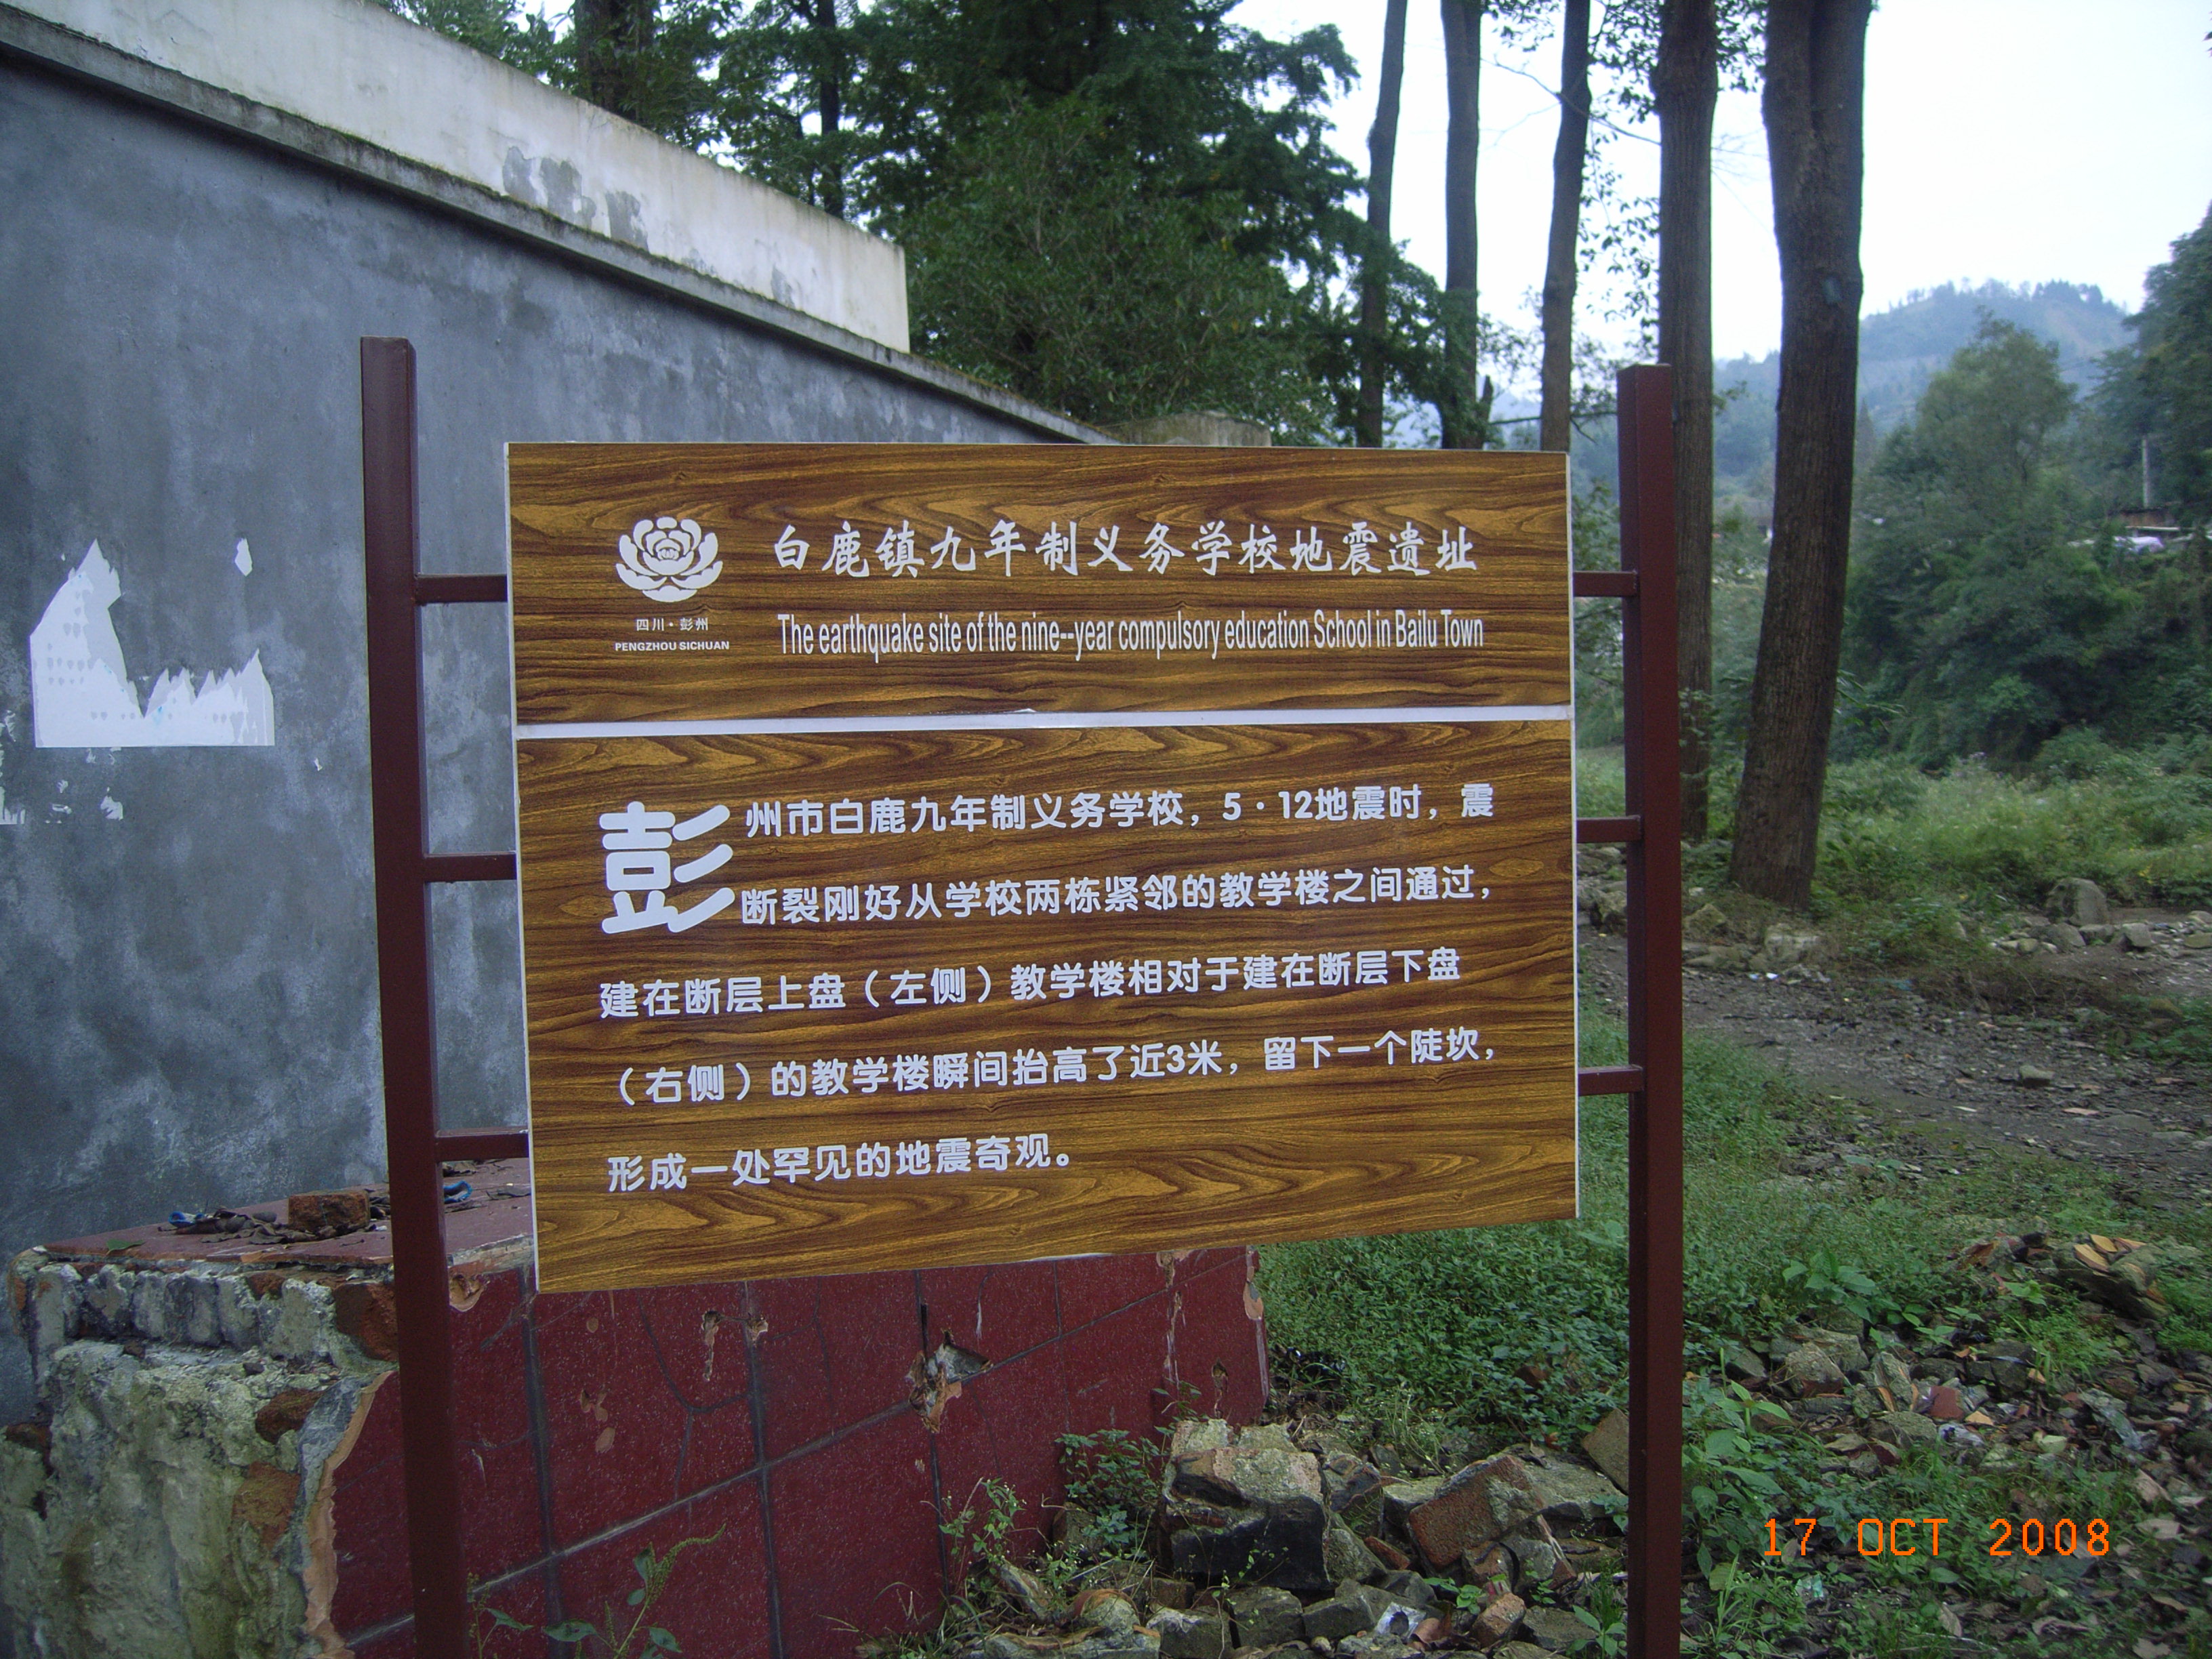 白鹿镇九年制义务学校地震遗址
四川·彭州
PENGZHOU SICHUAN
The earthquake site of the nine--year compulsory education School in Bailu Town
彭州市白鹿九年制义务学校，5·12地震时，震
断裂刚好从学校两栋紧邻的教学楼之间通过，
建在断层上盘（左侧）教学楼相对于建在断层下盘
（右侧）的教学楼瞬间抬高了近3米，留下一个陡坎，
形成一处罕见的地震奇观。
17 OCT 2008